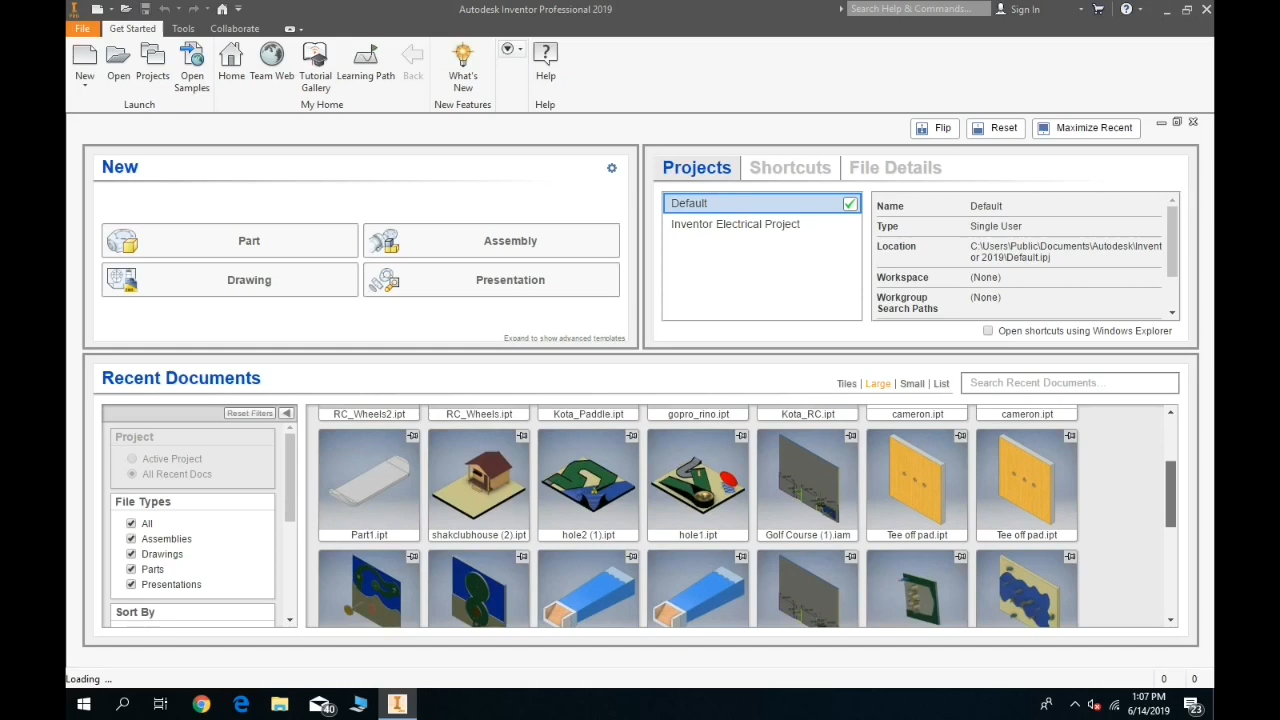 Autodesk Inventor Professional 2019
Search Help & Commands...
Sign In
File
Get Started
Tools
Collaborate
New
Open
Projects
Open Samples
Home
Team Web
Tutorial Gallery
Learning Path
Back
What's New
Help
Launch
My Home
New Features
Help
Flip
Reset
Maximize Recent
New
Part
Assembly
Drawing
Presentation
Expand to show advanced templates
Projects
Shortcuts
File Details
Default
Inventor Electrical Project
Name Default
Type Single User
Location C:\Users\Public\Documents\Autodesk\Invent
or 2019\Default.ipj
Workspace (None)
Workgroup (None)
Search Paths
Open shortcuts using Windows Explorer
Recent Documents
Tiles | Large | Small | List
Search Recent Documents...
Reset Filters
Project
Active Project
All Recent Docs
File Types
All
Assemblies
Drawings
Parts
Presentations
Sort By
RC_Wheels2.ipt
RC_Wheels.ipt
Kota_Paddle.ipt
gopro_rino.ipt
Kota_RC.ipt
cameron.ipt
cameron.ipt
Part1.ipt
shakclubhouse (2).ipt
hole2 (1).ipt
hole1.ipt
Golf Course (1).iam
Tee off pad.ipt
Tee off pad.ipt
Loading ...
0 0
40
1:07 PM
6/14/2019
23